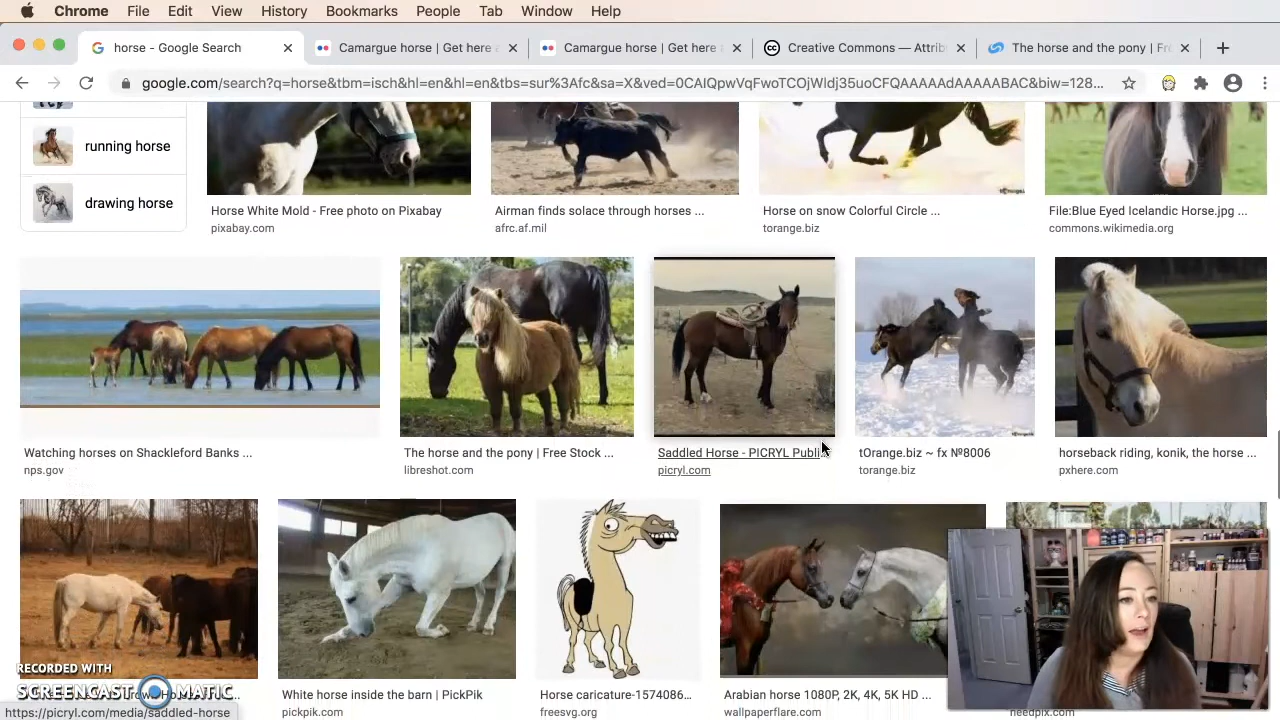 Chrome File Edit View History Bookmarks People Tab Window Help
horse - Google Search
Camargue horse | Get here
Camargue horse | Get here
Creative Commons — Attrib
The horse and the pony | Fre
google.com/search?q=horse&tbm=isch&hl=en&hl=en&tbs=sur%3Afc&sa=X&ved=0CAIQpwVqFwoTCOjWldj35uoCFQAAAAAdAAAAABAC&biw=128...
running horse
drawing horse
Horse White Mold - Free photo on Pixabay
pixabay.com
Airman finds solace through horses ...
afrc.af.mil
Horse on snow Colorful Circle ...
torange.biz
File:Blue Eyed Icelandic Horse.jpg ...
commons.wikimedia.org
Watching horses on Shackleford Banks ...
nps.gov
The horse and the pony | Free Stock ...
libreshot.com
Saddled Horse - PICRYL Publi...
picryl.com
tOrange.biz ~ fx №8006
torange.biz
horseback riding, konik, the horse ...
pxhere.com
White horse inside the barn | PickPik
pickpik.com
Horse caricature-1574086...
freesvg.org
Arabian horse 1080P, 2K, 4K, 5K HD ...
wallpaperflare.com
needpix.com
RECORDED WITH
SCREENCAST MATIC
https://picryl.com/media/saddled-horse